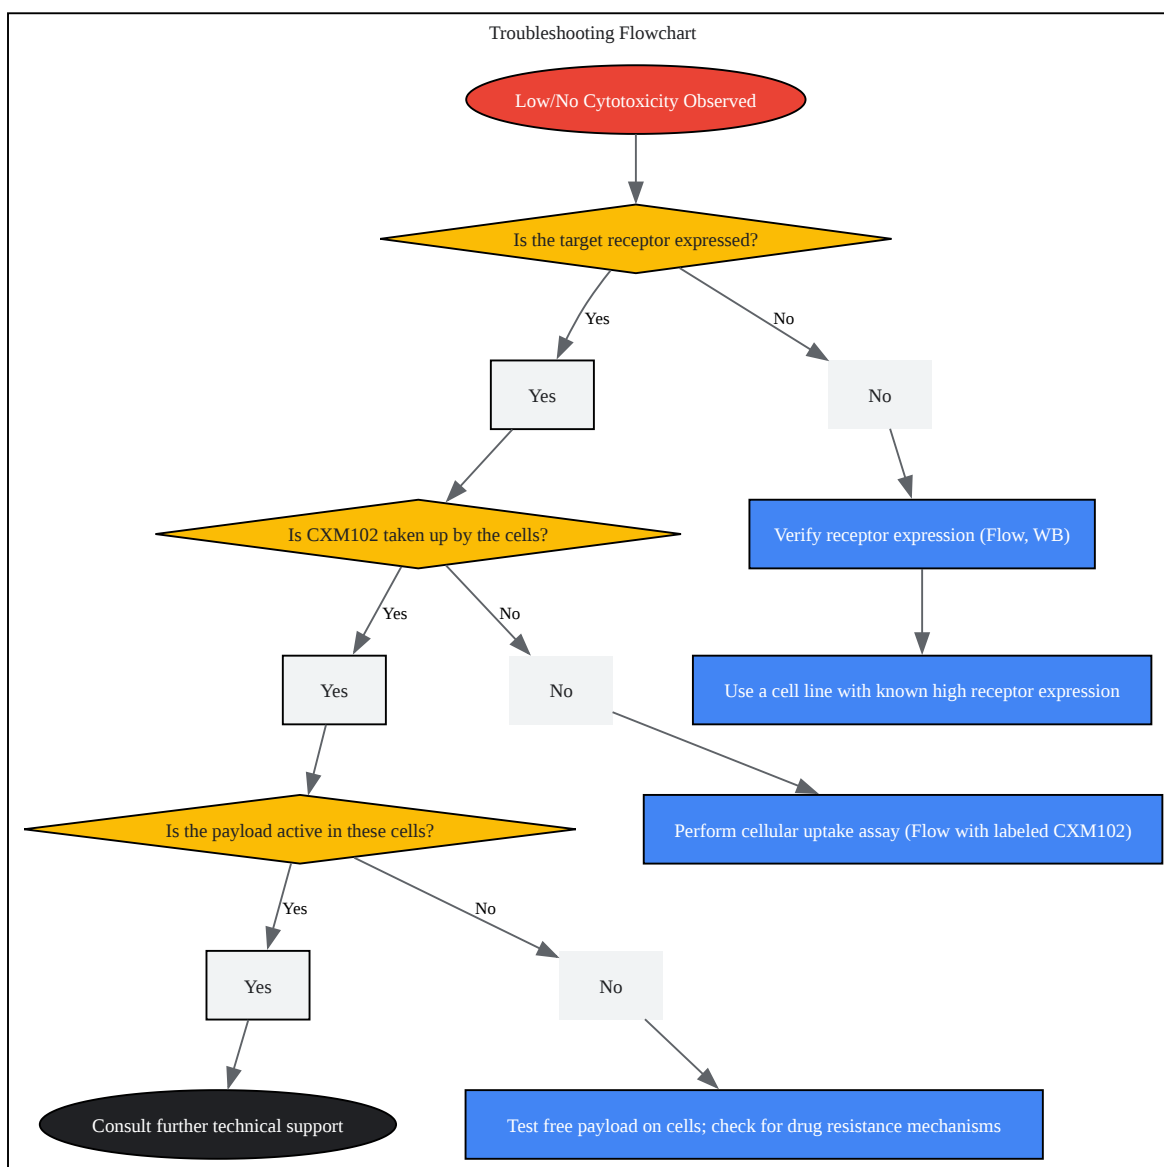 Troubleshooting Flowchart
Low/No Cytotoxicity Observed
Is the target receptor expressed?
Yes
No
Yes
No
Is CXM102 taken up by the cells?
Verify receptor expression (Flow, WB)
Yes
No
Yes
No
Use a cell line with known high receptor expression
Is the payload active in these cells?
Perform cellular uptake assay (Flow with labeled CXM102)
Yes
No
Yes
No
Consult further technical support
Test free payload on cells; check for drug resistance mechanisms